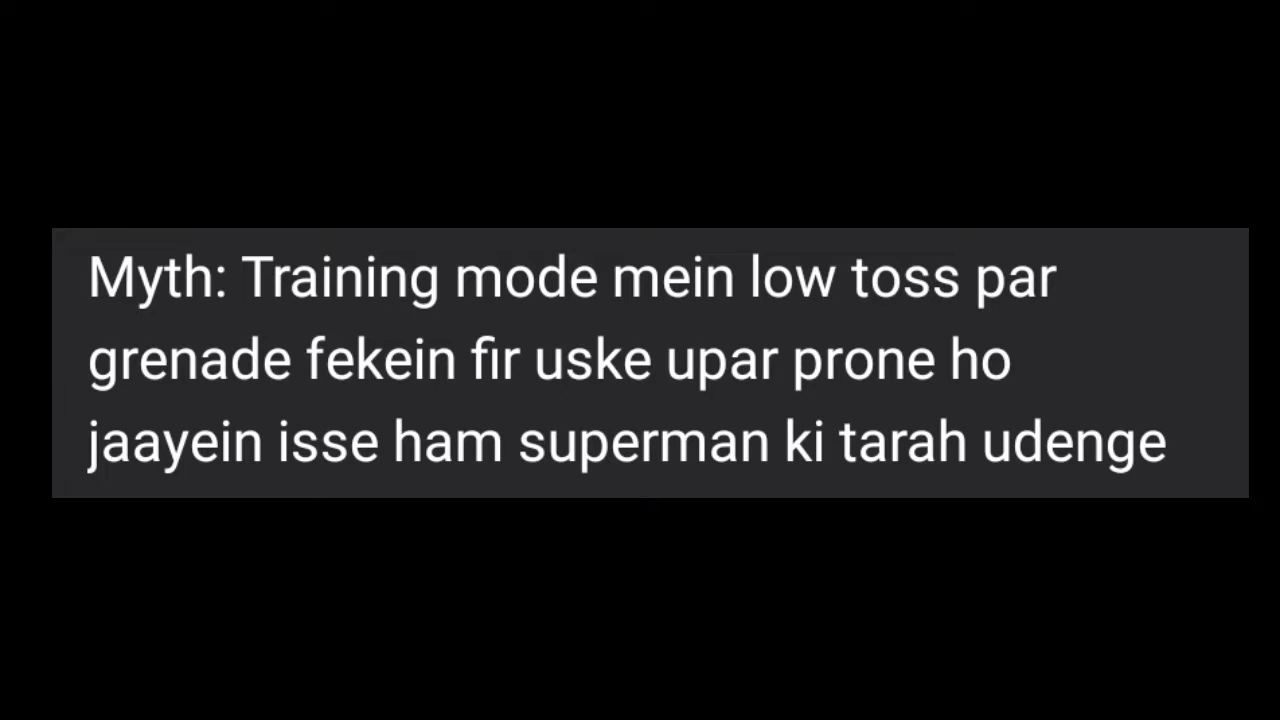 Myth: Training mode mein low toss par
grenade fekein fir uske upar prone ho
jaayein isse ham superman ki tarah udenge